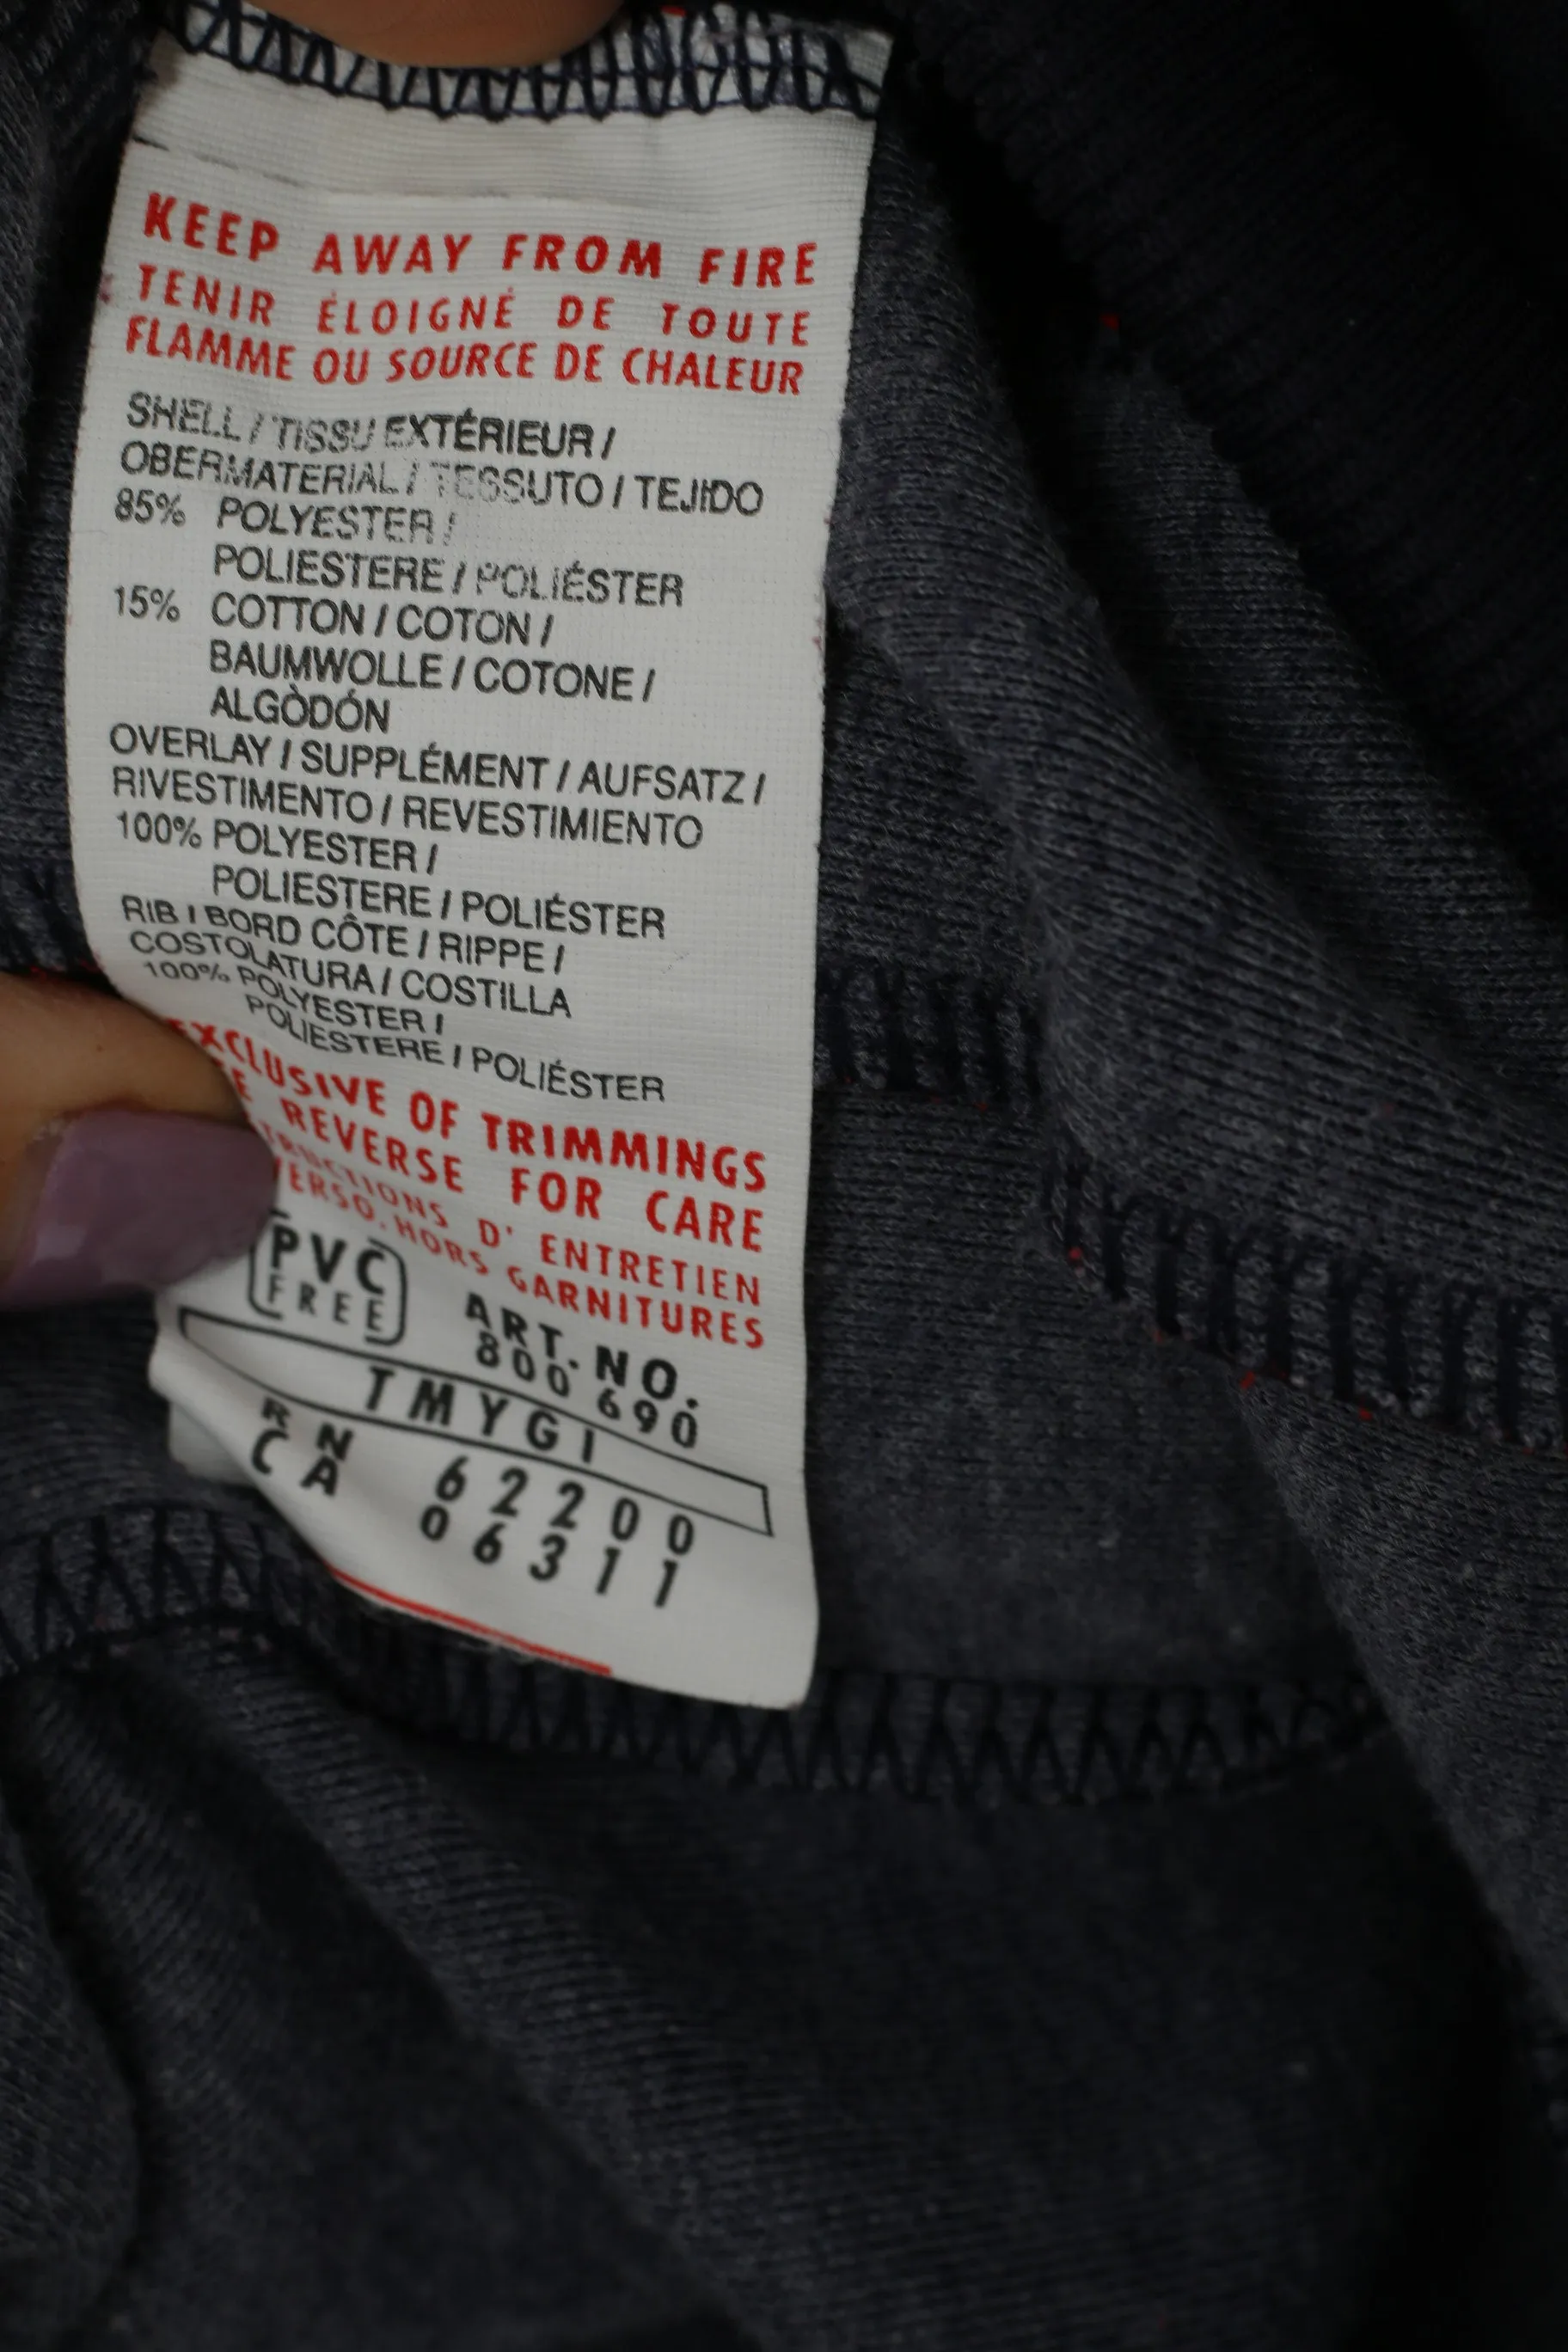 KEEP AWAY FROM FIRE
TENIR ÉLOIGNÉ DE TOUTE
FLAMME OU SOURCE DE CHALEUR
SHELL / TISSU EXTÉRIEUR /
OBERMATERIAL / TESSUTO / TEJIDO
85% POLYESTER /
POLIESTERE / POLIÉSTER
15% COTTON / COTON /
BAUMWOLLE / COTONE /
ALGÒDÓN
OVERLAY / SUPPLÉMENT / AUFSATZ /
RIVESTIMENTO / REVESTIMIENTO
100% POLYESTER /
POLIESTERE / POLIÉSTER
RIB / BORD CÔTE / RIPPE /
COSTOLATURA / COSTILLA
100% POLYESTER /
POLIESTERE / POLIÉSTER
EXCLUSIVE OF TRIMMINGS
REVERSE FOR CARE
D' ENTRETIEN
HORS GARNITURES
PVC
FREE
ART. NO.
800690
TMYGI
RN 62200
CA 06311